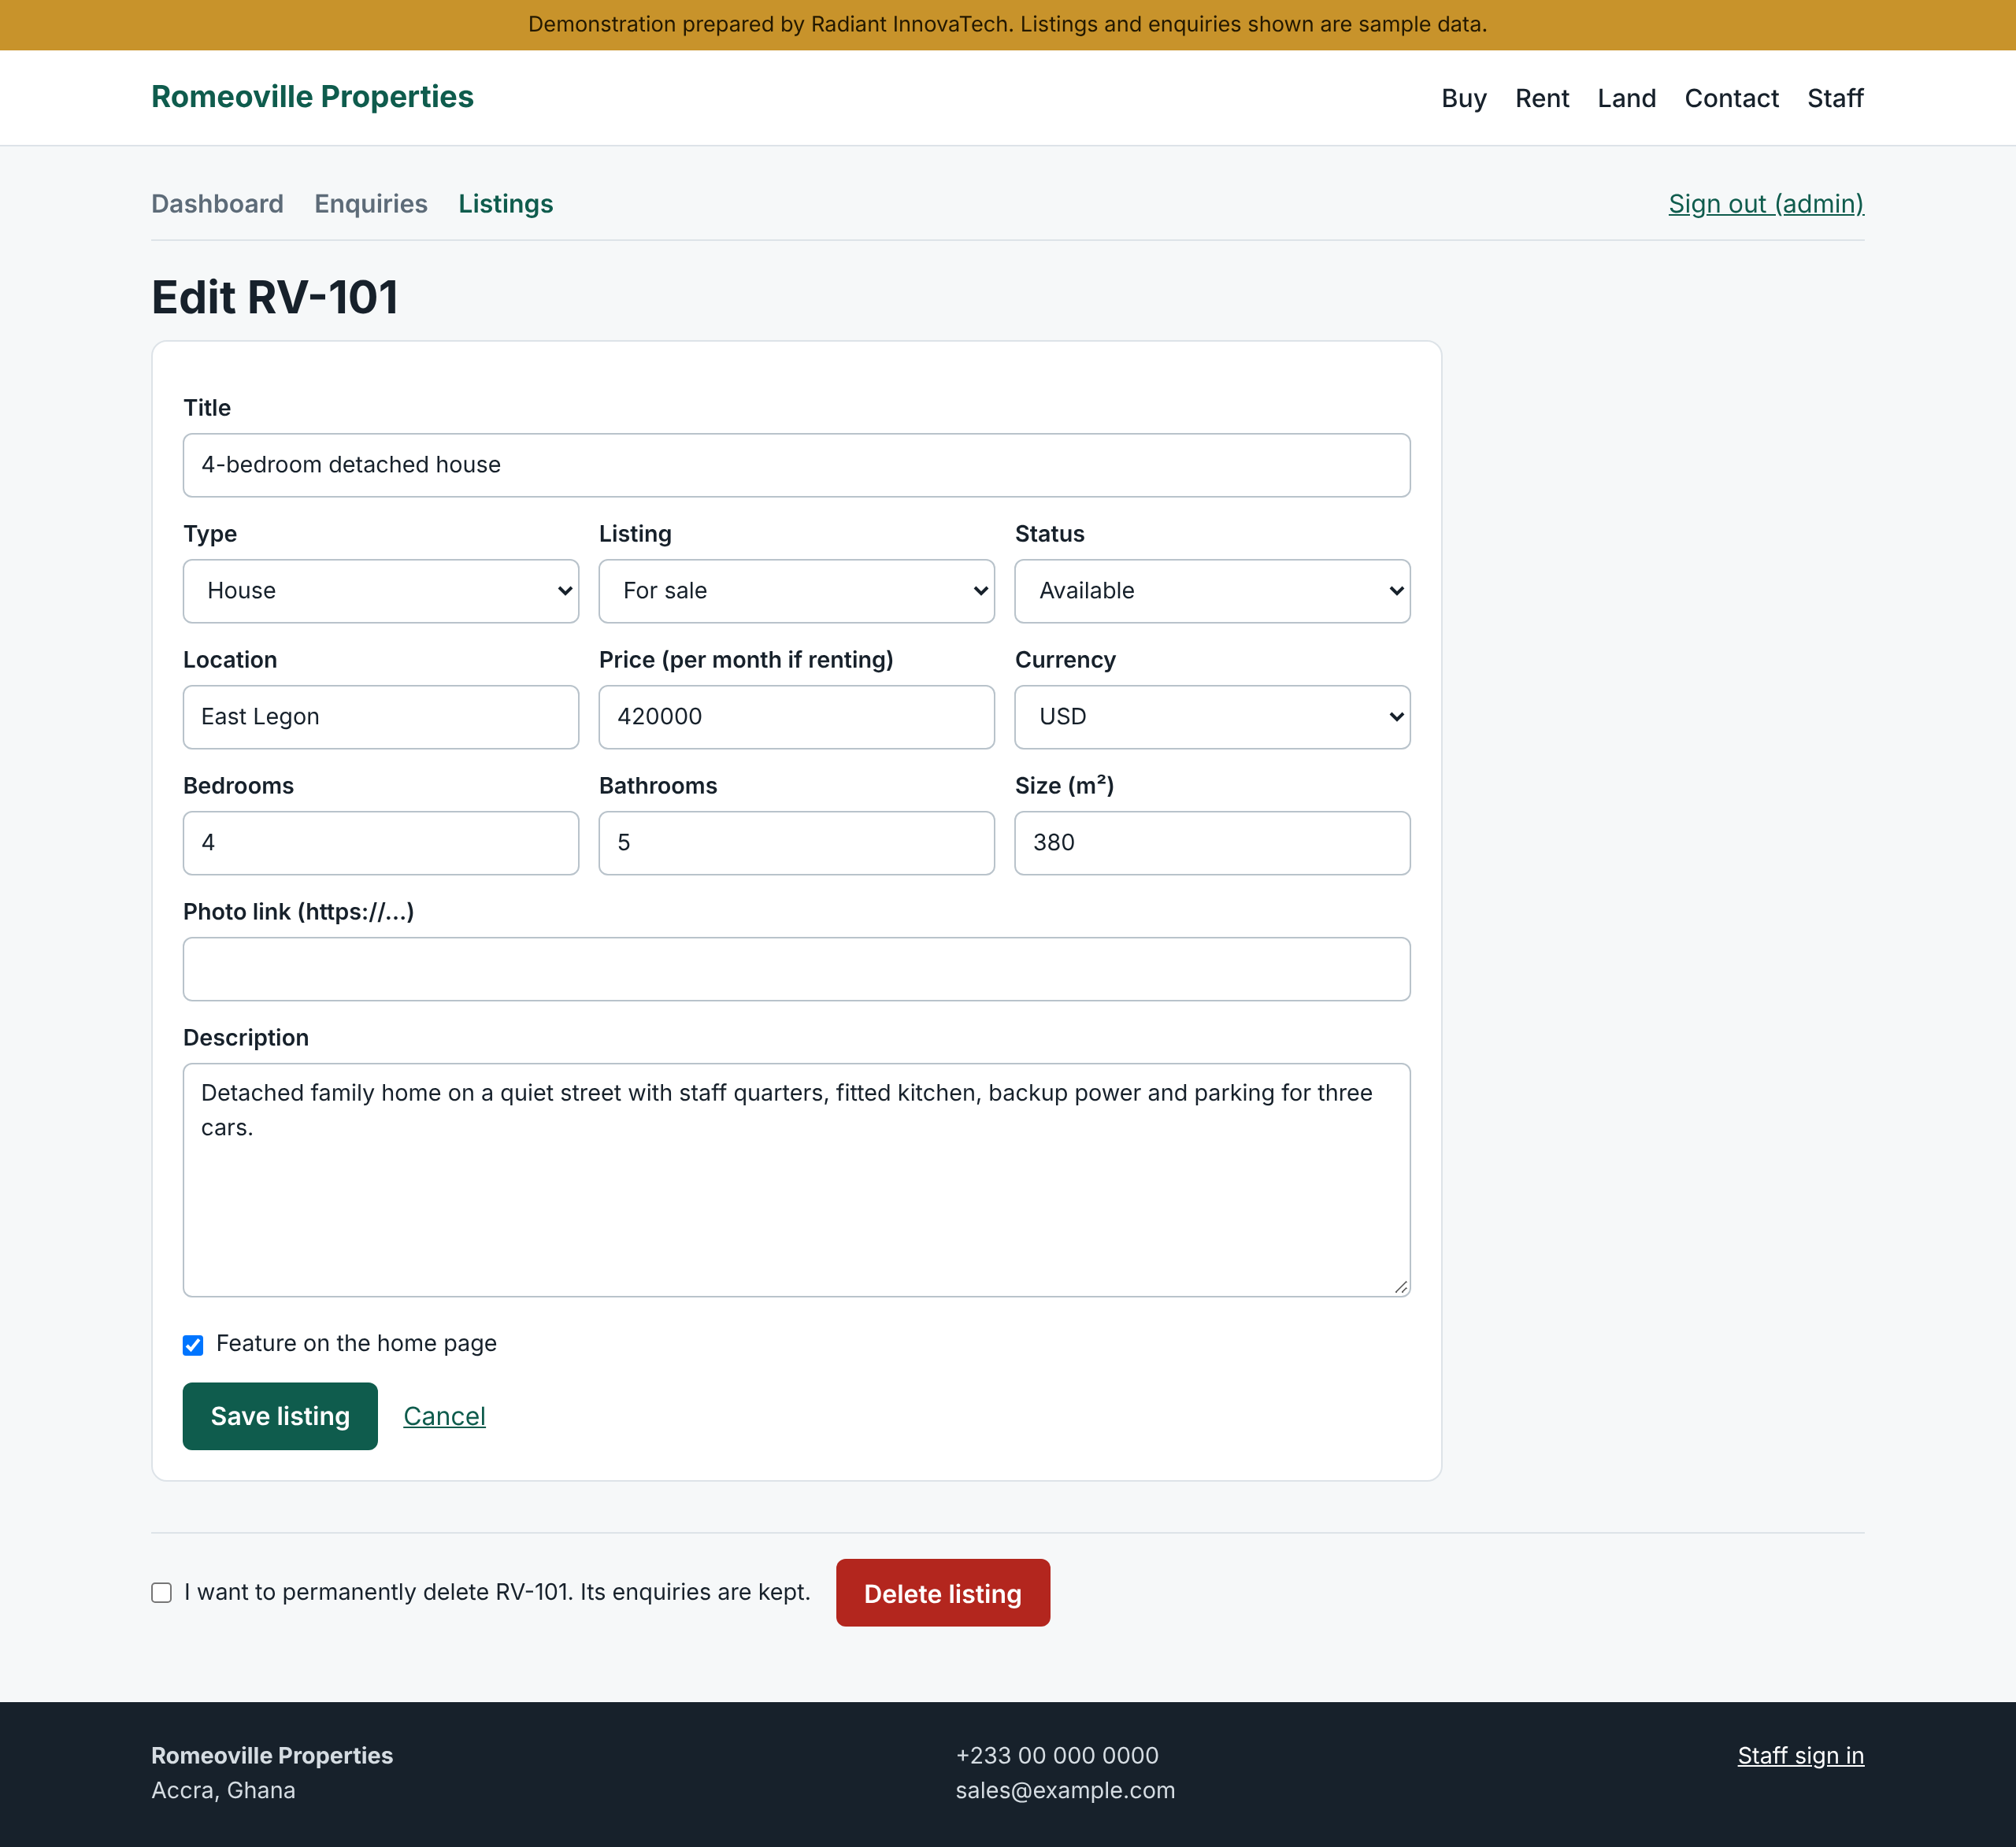 Demonstration prepared by Radiant InnovaTech. Listings and enquiries shown are sample data.
Romeoville Properties
Buy Rent Land Contact Staff
Dashboard Enquiries Listings Sign out (admin)
Edit RV-101
Title
4-bedroom detached house
Type Listing Status
House For sale Available
Location Price (per month if renting) Currency
East Legon 420000 USD
Bedrooms Bathrooms Size (m²)
4 5 380
Photo link (https://...)
Description
Detached family home on a quiet street with staff quarters, fitted kitchen, backup power and parking for three
cars.
Feature on the home page
Save listing Cancel
I want to permanently delete RV-101. Its enquiries are kept. Delete listing
Romeoville Properties +233 00 000 0000 Staff sign in
Accra, Ghana sales@example.com